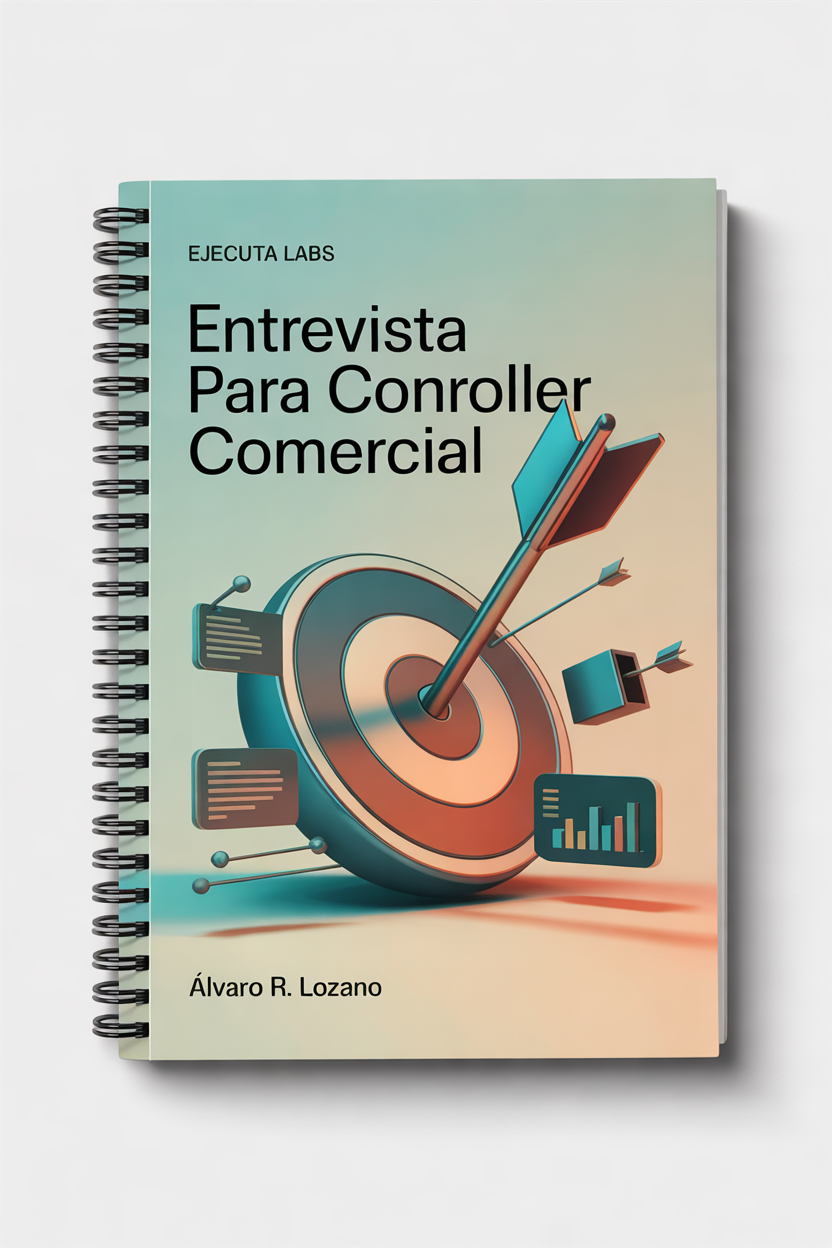 EJECUTA LABS
Entrevista
Para Conroller
Comercial
Álvaro R. Lozano